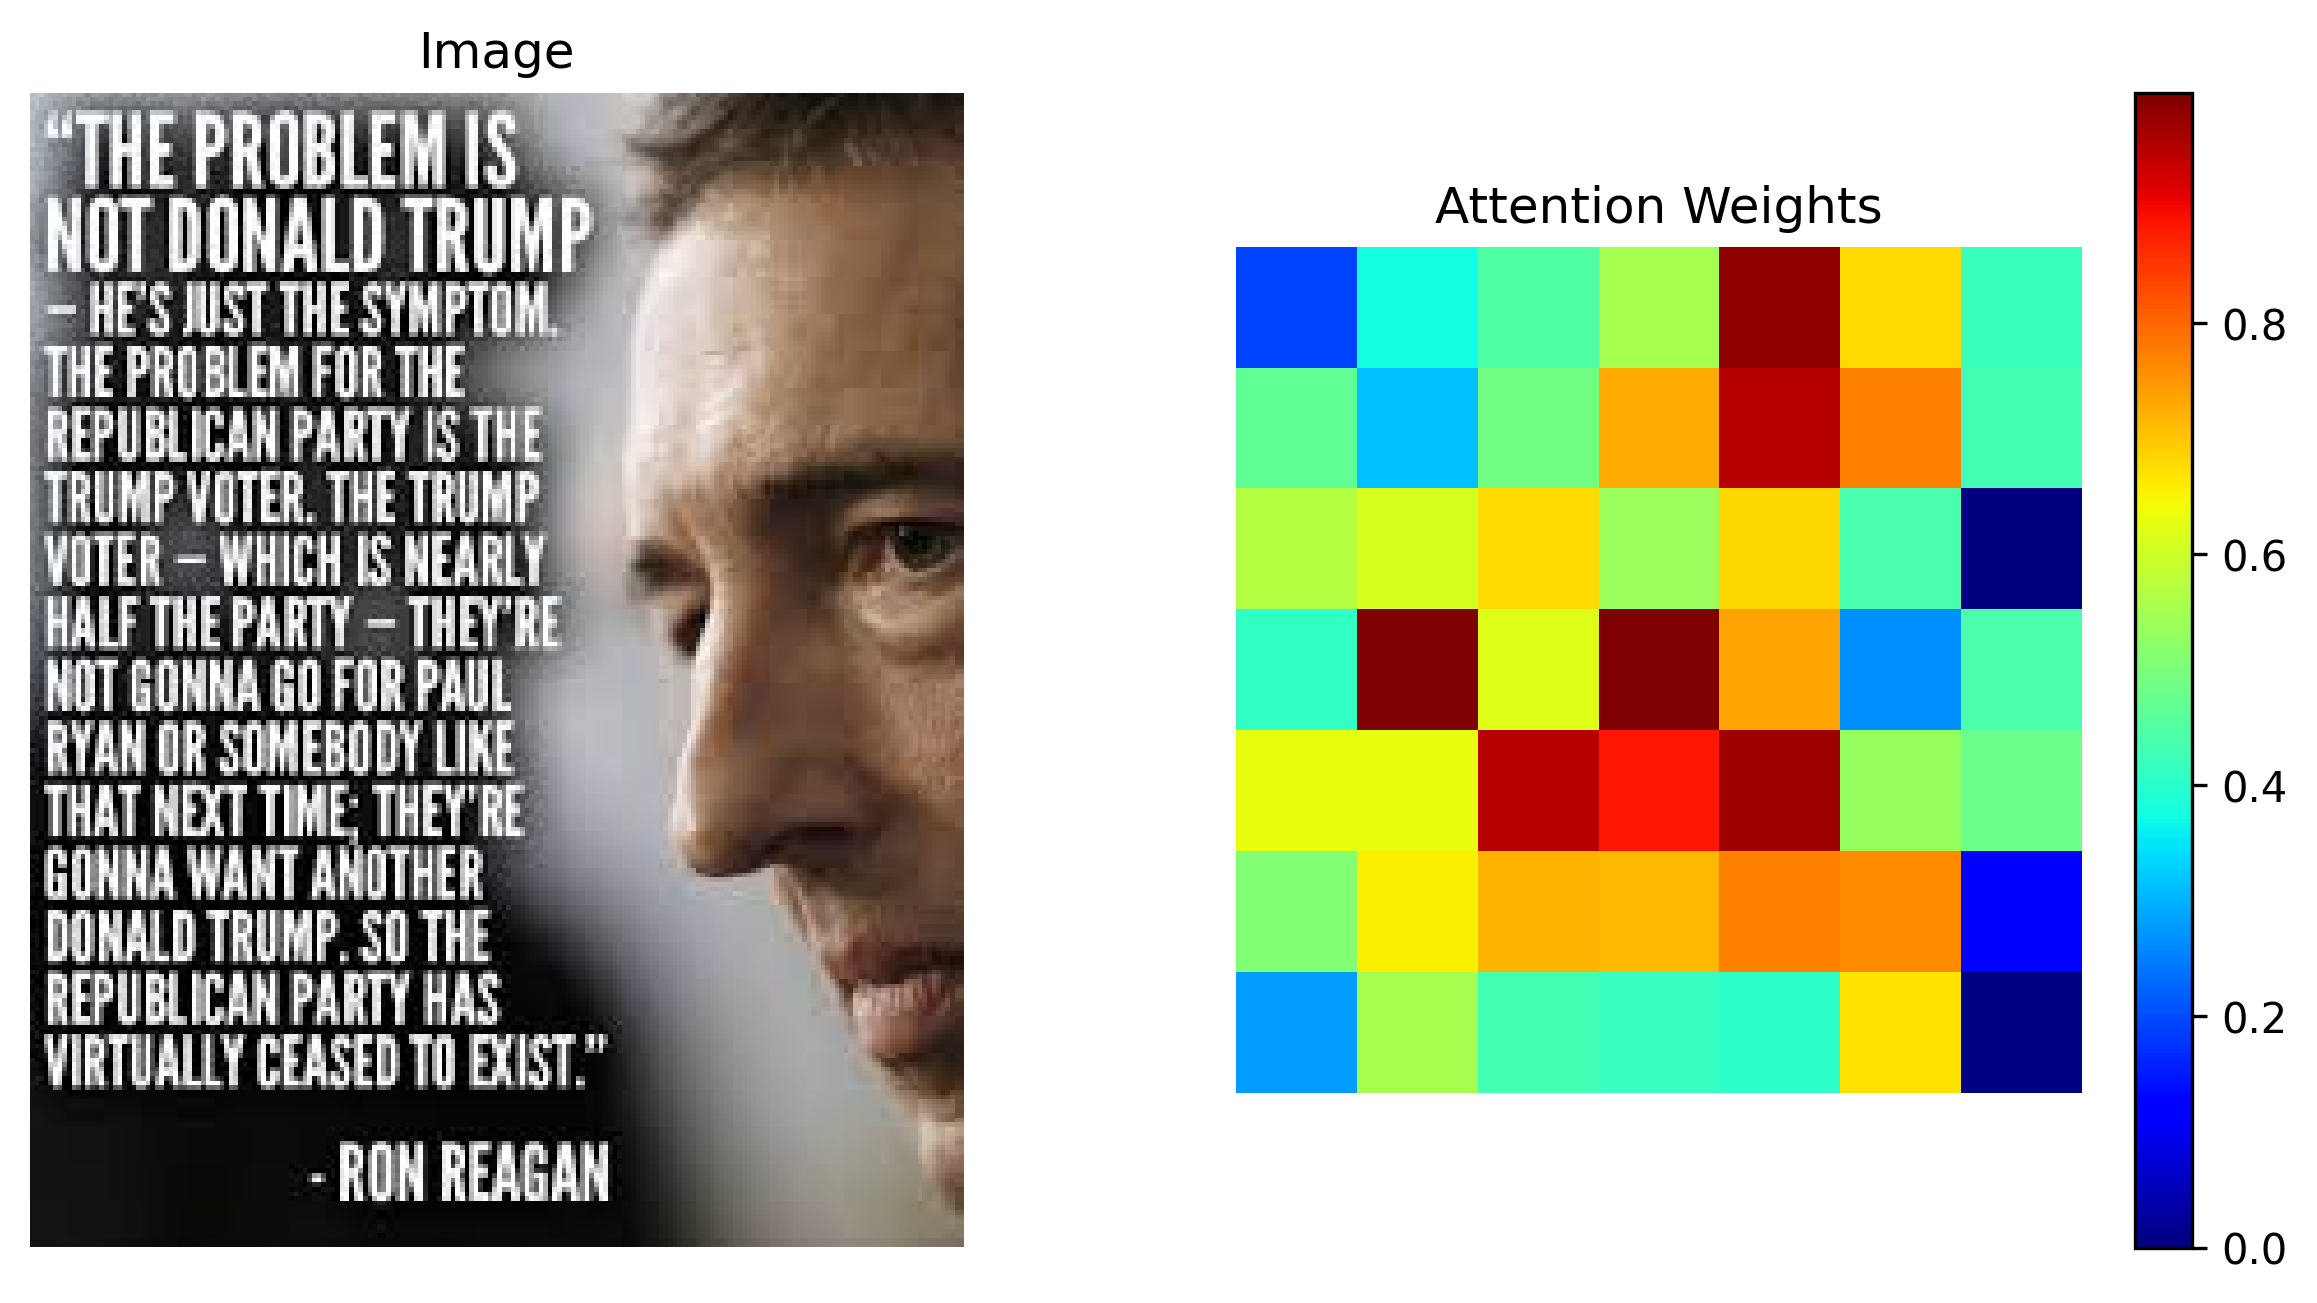 Image
“THE PROBLEM IS
NOT DONALD TRUMP
– HE'S JUST THE SYMPTOM.
THE PROBLEM FOR THE
REPUBLICAN PARTY IS THE
TRUMP VOTER. THE TRUMP
VOTER – WHICH IS NEARLY
HALF THE PARTY – THEY'RE
NOT GONNA GO FOR PAUL
RYAN OR SOMEBODY LIKE
THAT NEXT TIME; THEY'RE
GONNA WANT ANOTHER
DONALD TRUMP. SO THE
REPUBLICAN PARTY HAS
VIRTUALLY CEASED TO EXIST.”
- RON REAGAN
Attention Weights
0.8
0.6
0.4
0.2
0.0